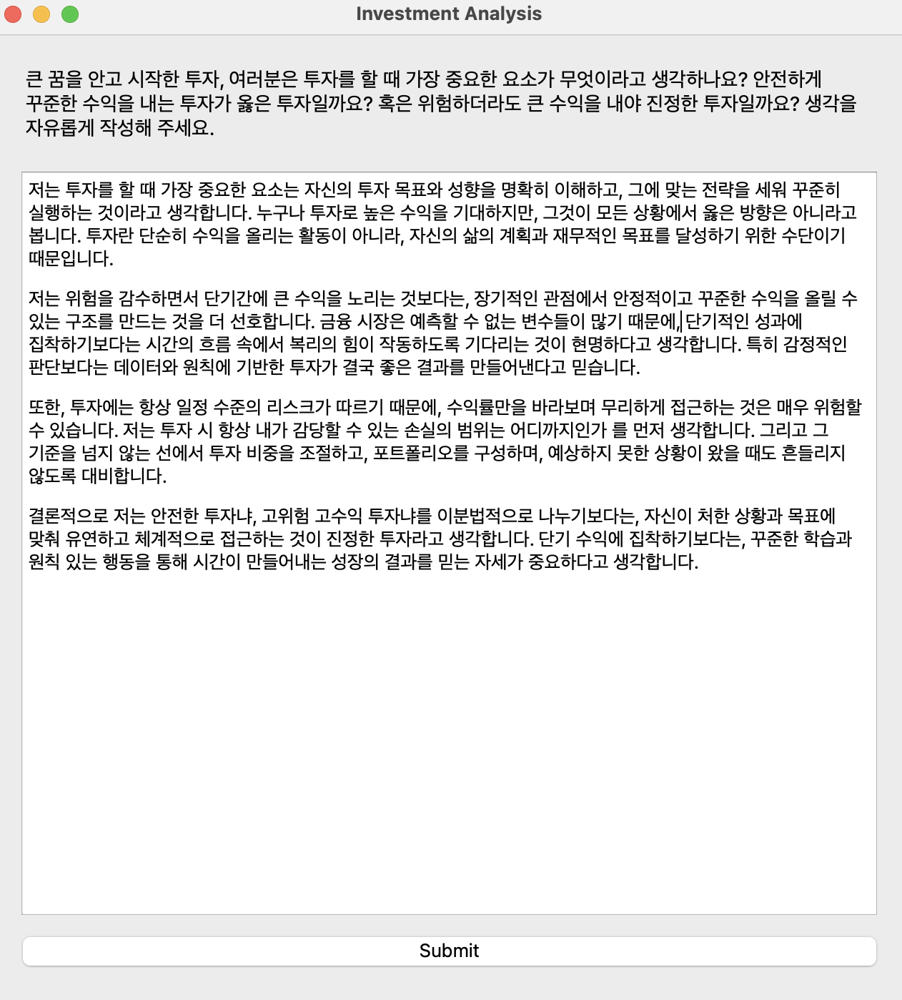 Investment Analysis
큰 꿈을 안고 시작한 투자, 여러분은 투자를 할 때 가장 중요한 요소가 무엇이라고 생각하나요? 안전하게
꾸준한 수익을 내는 투자가 옳은 투자일까요? 혹은 위험하더라도 큰 수익을 내야 진정한 투자일까요? 생각을
자유롭게 작성해 주세요.
저는 투자를 할 때 가장 중요한 요소는 자신의 투자 목표와 성향을 명확히 이해하고, 그에 맞는 전략을 세워 꾸준히
실행하는 것이라고 생각합니다. 누구나 투자로 높은 수익을 기대하지만, 그것이 모든 상황에서 옳은 방향은 아니라고
봅니다. 투자란 단순히 수익을 올리는 활동이 아니라, 자신의 삶의 계획과 재무적인 목표를 달성하기 위한 수단이기
때문입니다.
저는 위험을 감수하면서 단기간에 큰 수익을 노리는 것보다는, 장기적인 관점에서 안정적이고 꾸준한 수익을 올릴 수
있는 구조를 만드는 것을 더 선호합니다. 금융 시장은 예측할 수 없는 변수들이 많기 때문에, 단기적인 성과에
집착하기보다는 시간의 흐름 속에서 복리의 힘이 작동하도록 기다리는 것이 현명하다고 생각합니다. 특히 감정적인
판단보다는 데이터와 원칙에 기반한 투자가 결국 좋은 결과를 만들어낸다고 믿습니다.
또한, 투자에는 항상 일정 수준의 리스크가 따르기 때문에, 수익률만을 바라보며 무리하게 접근하는 것은 매우 위험할
수 있습니다. 저는 투자 시 항상 내가 감당할 수 있는 손실의 범위는 어디까지인가 를 먼저 생각합니다. 그리고 그
기준을 넘지 않는 선에서 투자 비중을 조절하고, 포트폴리오를 구성하며, 예상하지 못한 상황이 왔을 때도 흔들리지
않도록 대비합니다.
결론적으로 저는 안전한 투자냐, 고위험 고수익 투자냐를 이분법적으로 나누기보다는, 자신이 처한 상황과 목표에
맞춰 유연하고 체계적으로 접근하는 것이 진정한 투자라고 생각합니다. 단기 수익에 집착하기보다는, 꾸준한 학습과
원칙 있는 행동을 통해 시간이 만들어내는 성장의 결과를 믿는 자세가 중요하다고 생각합니다.
Submit